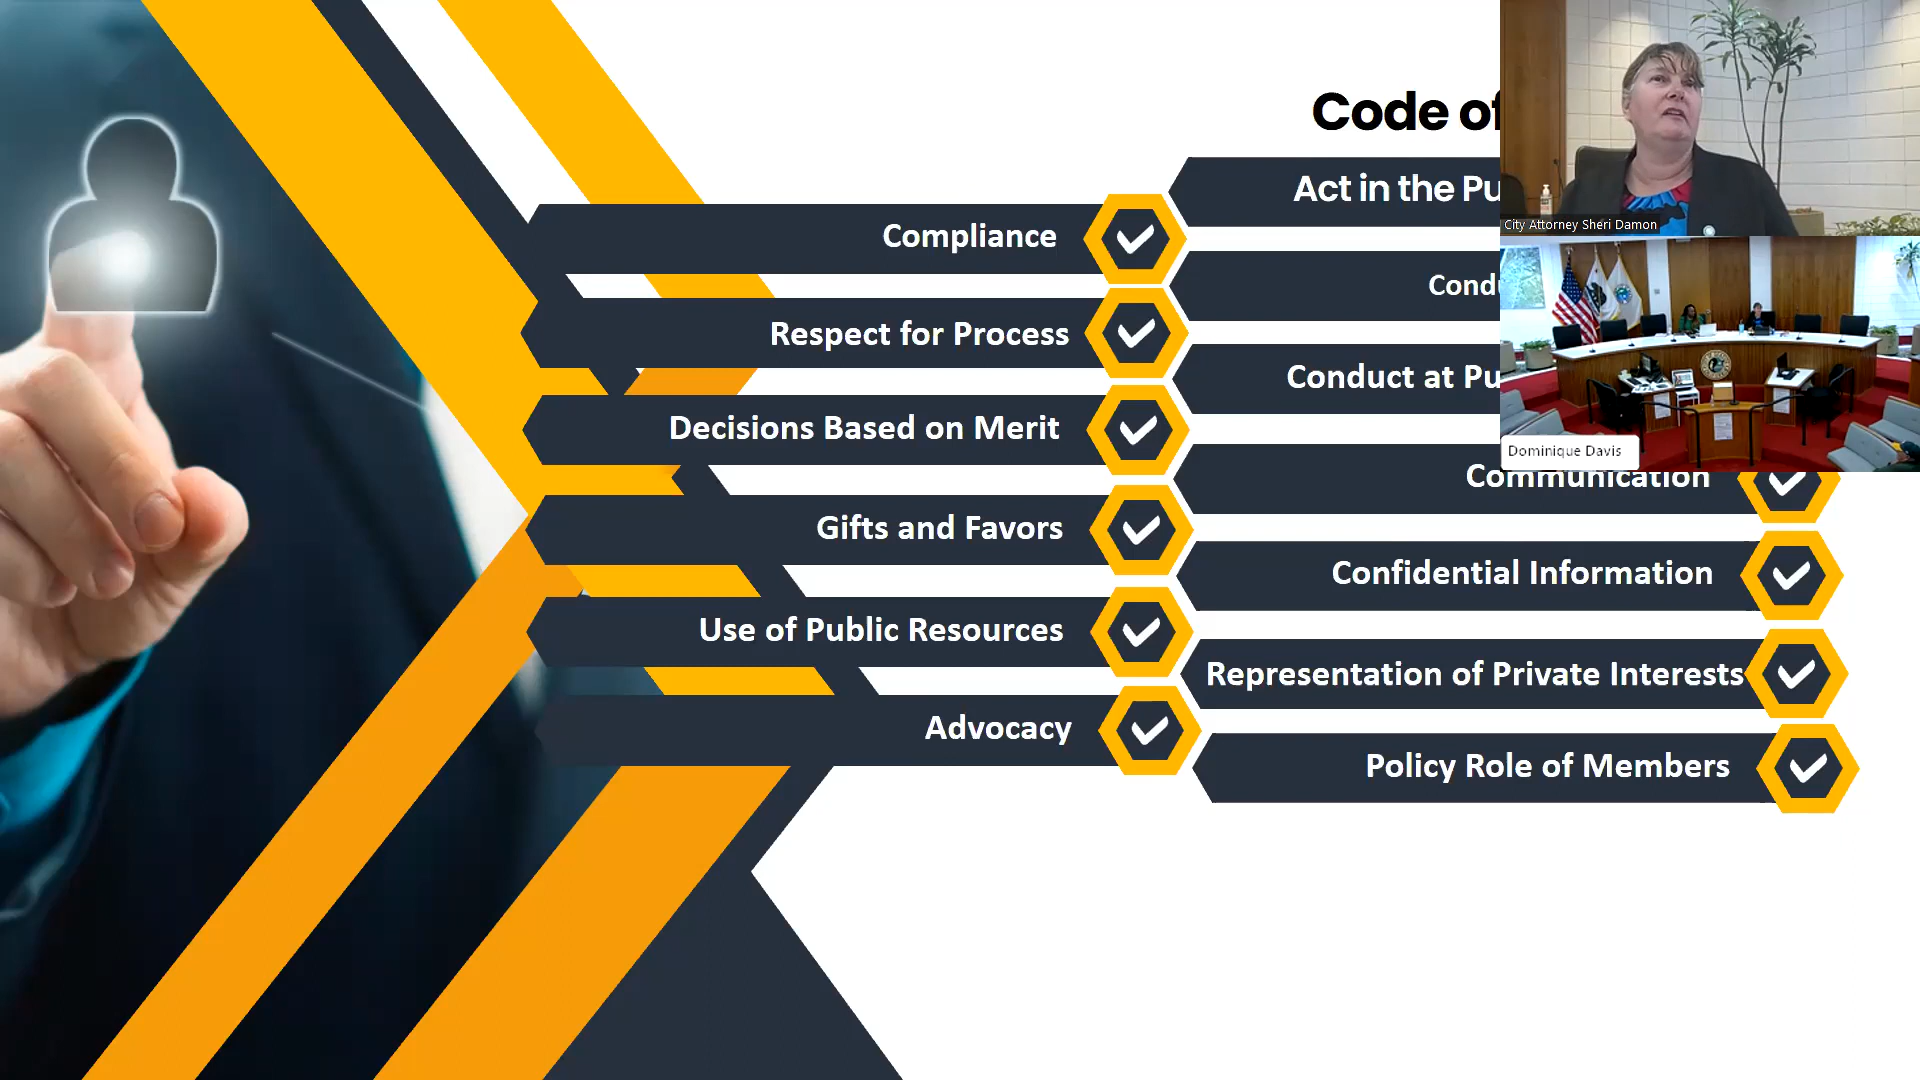 Code of
Act in the Pu
Compliance
Condu
Respect for Process
Conduct at Pu
Decisions Based on Merit
Communication
Gifts and Favors
Confidential Information
Use of Public Resources
Representation of Private Interests
Advocacy
Policy Role of Members
City Attorney Sheri Damon
Dominique Davis